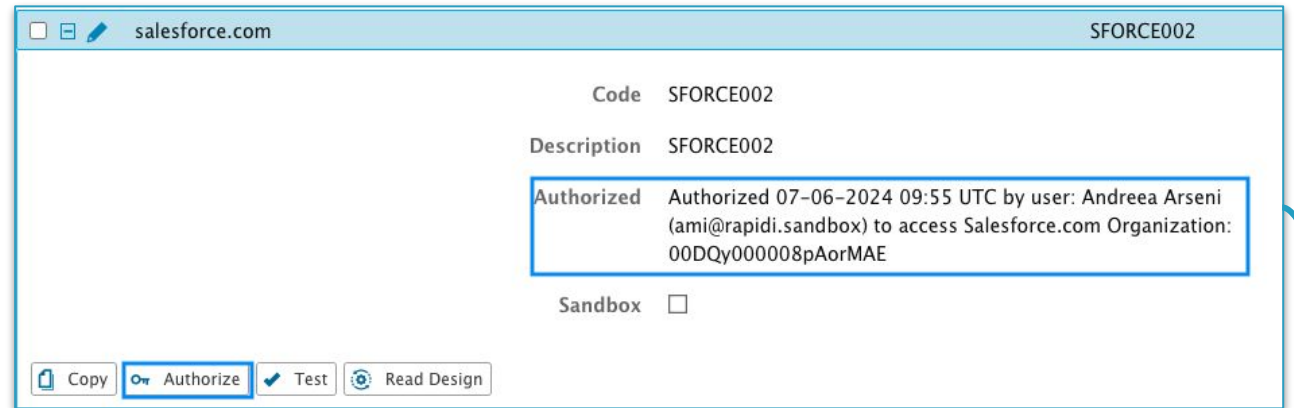 salesforce.com SFORCE002
Code SFORCE002
Description SFORCE002
Authorized Authorized 07-06-2024 09:55 UTC by user: Andreea Arseni
(ami@rapidi.sandbox) to access Salesforce.com Organization:
00DQy000008pAorMAE
Sandbox
Copy Authorize Test Read Design